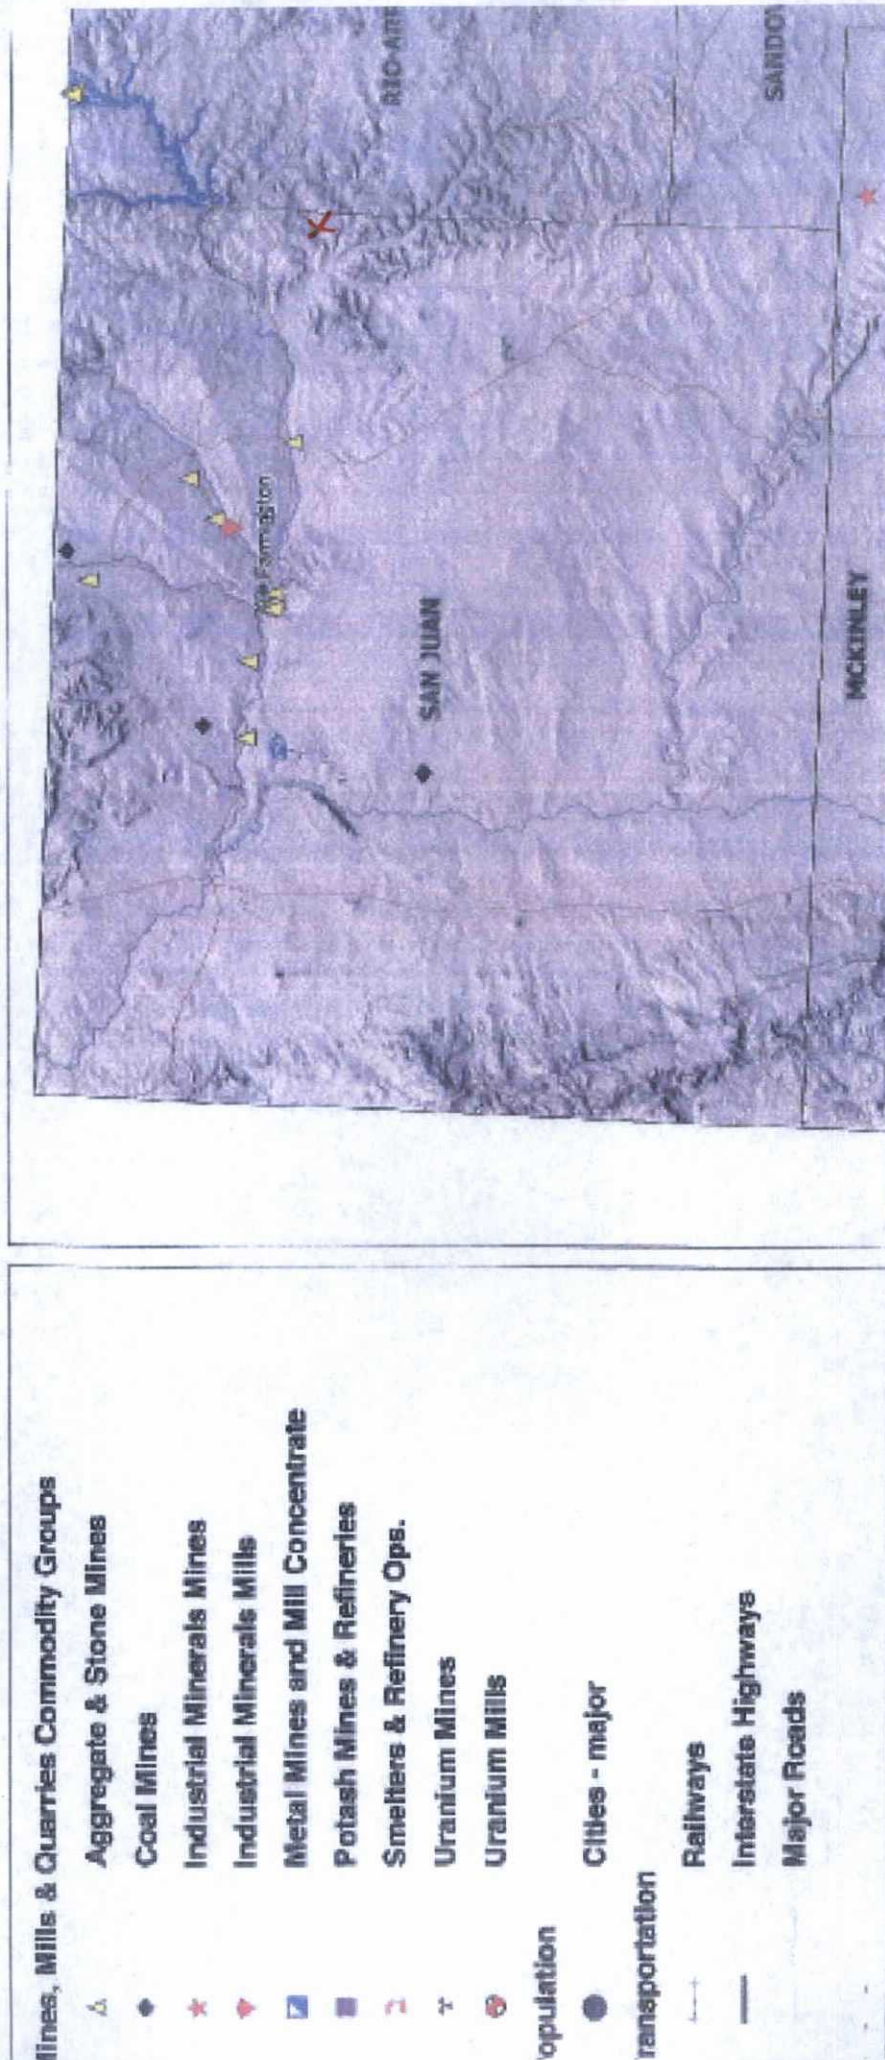 Mines, Mills & Quarries Commodity Groups
Aggregate & Stone Mines
Coal Mines
Industrial Minerals Mines
Industrial Minerals Mills
Metal Mines and Mill Concentrate
Potash Mines & Refineries
Smelters & Refinery Ops.
Uranium Mines
Uranium Mills
opulation
Cities - major
ransportation
Railways
Interstate Highways
Major Roads
RIO ARR
SANDOV
Farmington
SAN JUAN
MCKINLEY